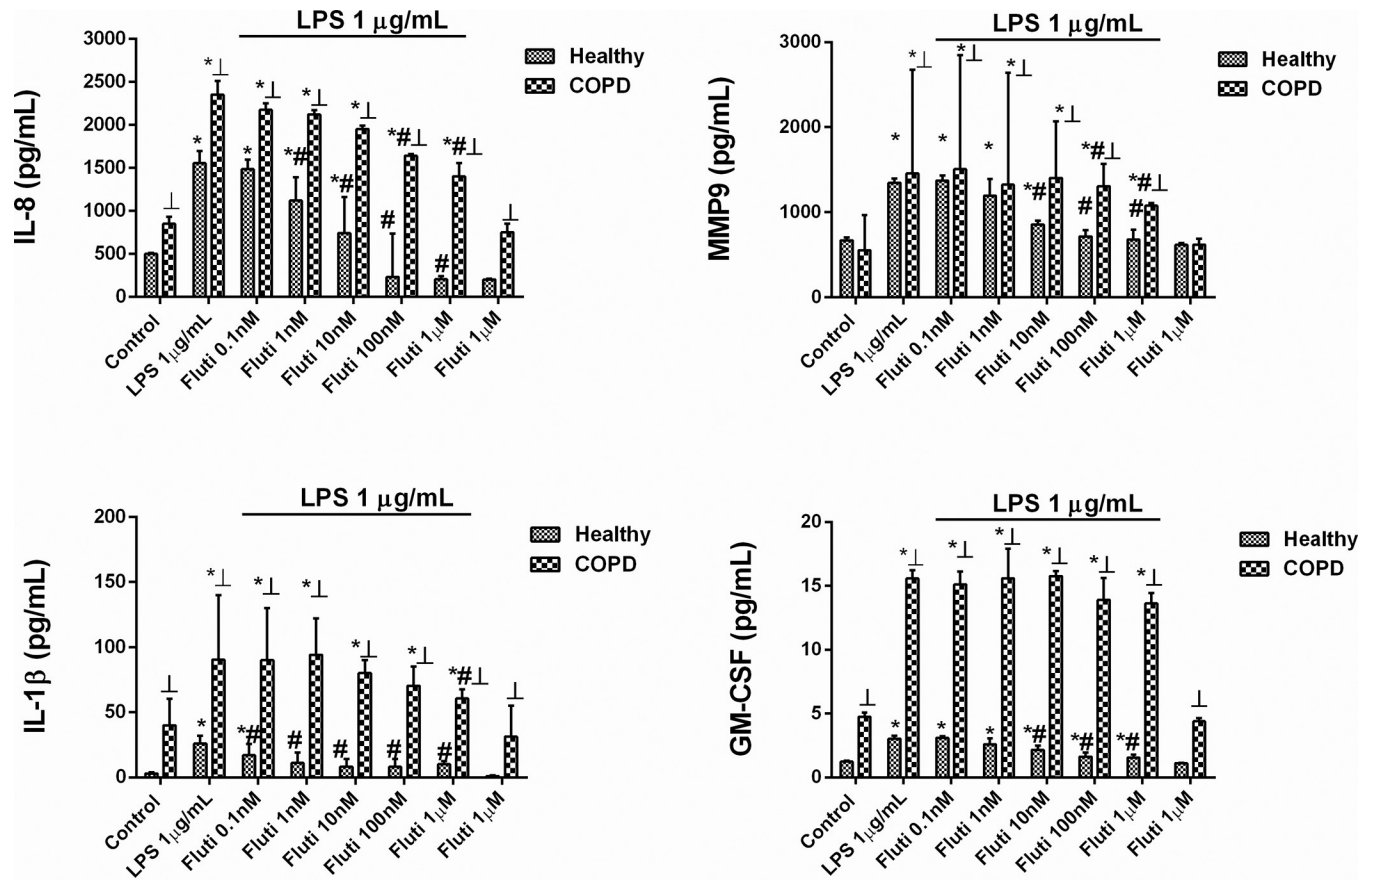 LPS 1 µg/mL
IL-8 (pg/mL)
3000
2500
2000
1500
1000
500
0
*⊥
*
⊥
*
*⊥
*#
*⊥
*#
*⊥
#
*#⊥
#
*#⊥
⊥
Healthy
COPD
Control
LPS 1µg/mL
Fluti 0.1nM
Fluti 1nM
Fluti 10nM
Fluti 100nM
Fluti 1µM
Fluti 1µM
LPS 1 µg/mL
MMP9 (pg/mL)
3000
2000
1000
0
*
*⊥
*
*⊥
*
*⊥
*#
*⊥
#
*#⊥
#
*#⊥
Healthy
COPD
Control
LPS 1µg/mL
Fluti 0.1nM
Fluti 1nM
Fluti 10nM
Fluti 100nM
Fluti 1µM
Fluti 1µM
LPS 1 µg/mL
IL-1β (pg/mL)
200
150
100
50
0
⊥
*
*⊥
*#
*⊥
#
*⊥
#
*⊥
#
*⊥
#
*#⊥
⊥
Healthy
COPD
Control
LPS 1µg/mL
Fluti 0.1nM
Fluti 1nM
Fluti 10nM
Fluti 100nM
Fluti 1µM
Fluti 1µM
LPS 1 µg/mL
GM-CSF (pg/mL)
20
15
10
5
0
⊥
*
*⊥
*
*⊥
*
*⊥
*#
*⊥
*#
*⊥
*#
*⊥
⊥
Healthy
COPD
Control
LPS 1µg/mL
Fluti 0.1nM
Fluti 1nM
Fluti 10nM
Fluti 100nM
Fluti 1µM
Fluti 1µM